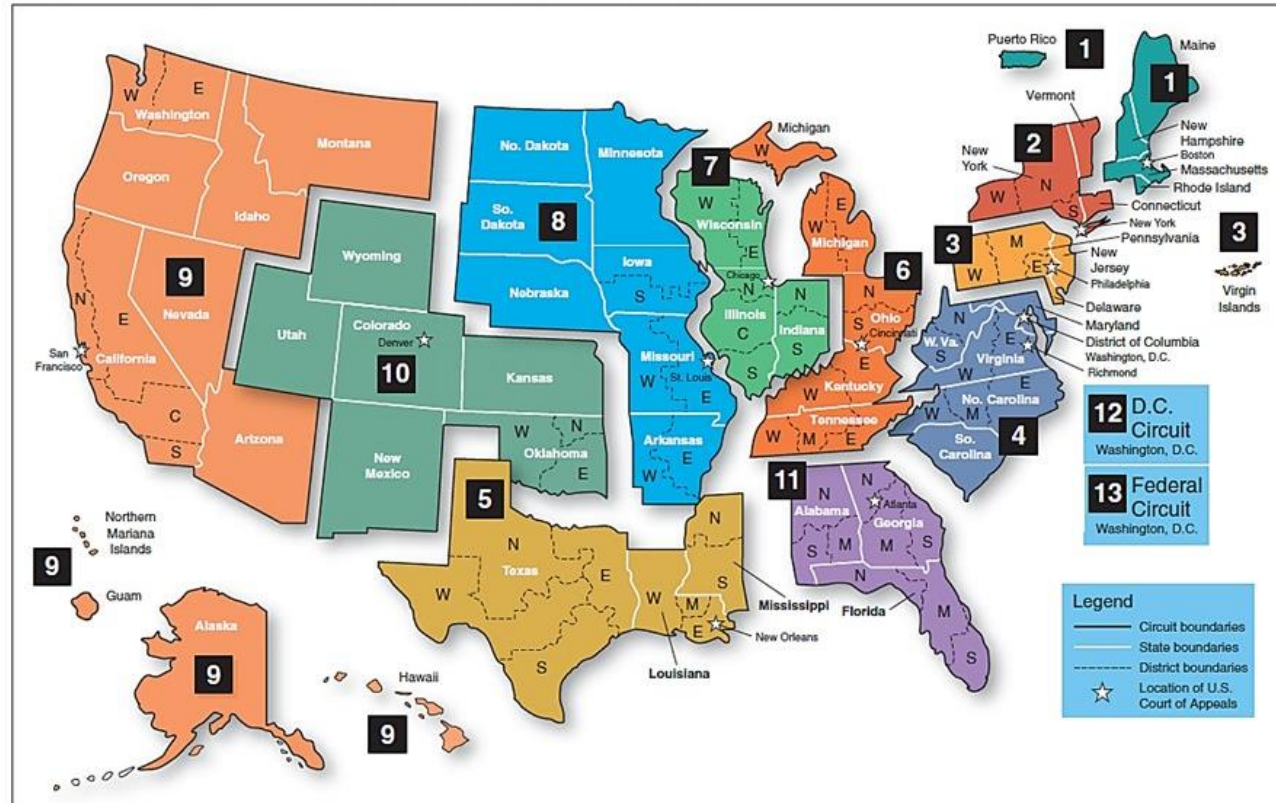 Puerto Rico
1
Maine
1
Vermont
New
Hampshire
Boston
Massachusetts
Rhode Island
Connecticut
New York
New
York
2
W
N
S
3
M
W
E
Pennsylvania
New
Jersey
Philadelphia
Delaware
Maryland
District of Columbia
Washington, D.C.
Richmond
3
Virgin
Islands
W
E
Washington
Montana
Oregon
Idaho
9
Nevada
N
E
California
San
Francisco
C
S
Arizona
Wyoming
Utah
Colorado
Denver
10
Kansas
New
Mexico
W
N
Oklahoma
E
No. Dakota
Minnesota
So.
Dakota
8
Nebraska
N
Iowa
S
Missouri
W
St. Louis
E
Arkansas
W
E
7
W
Wisconsin
E
Chicago
N
Illinois
C
S
N
Indiana
S
Michigan
W
E
W
Michigan
6
N
Ohio
S
Cincinnati
E
W
Kentucky
Tennessee
W
M
E
N
W. Va.
S
E
Virginia
W
E
No. Carolina
W
M
So.
Carolina
4
12
D.C.
Circuit
Washington, D.C.
13
Federal
Circuit
Washington, D.C.
5
N
Texas
W
E
S
W
M
E
N
S
Mississippi
New Orleans
Louisiana
11
N
Alabama
S
M
N
Atlanta
Georgia
M
S
N
Florida
M
S
Northern
Mariana
Islands
9
Guam
Alaska
9
Hawaii
9
Legend
Circuit boundaries
State boundaries
District boundaries
Location of U.S.
Court of Appeals